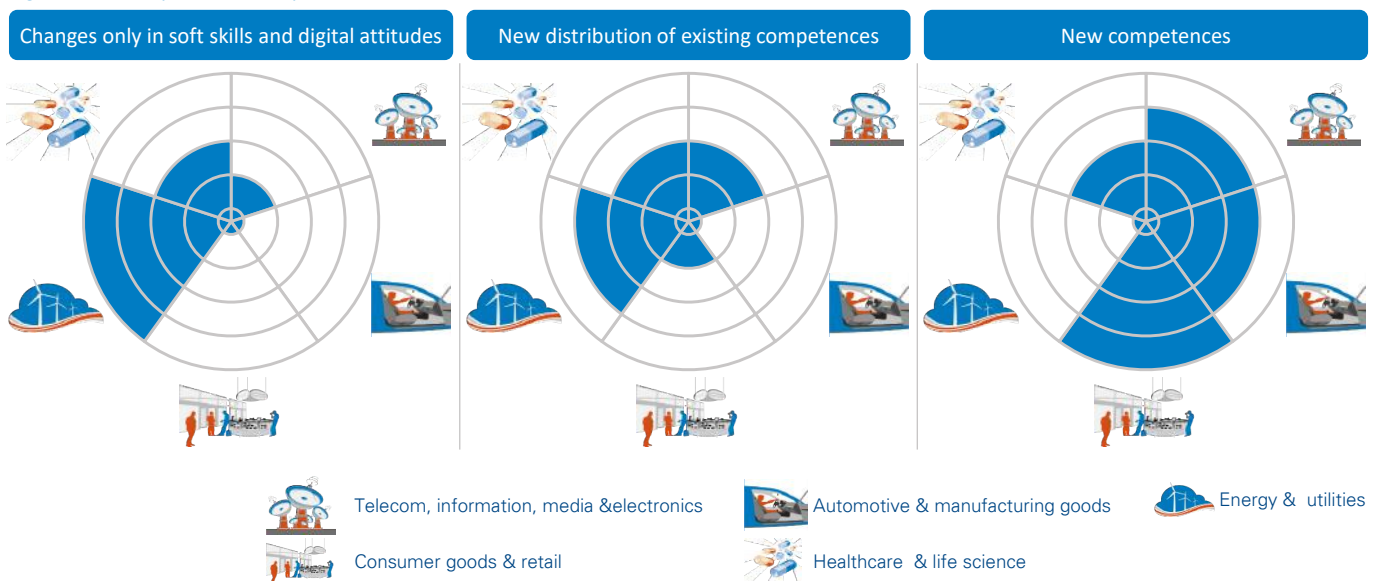 Changes only in soft skills and digital attitudes
New distribution of existing competences
New competences
Telecom, information, media &electronics
Automotive & manufacturing goods
Energy & utilities
Consumer goods & retail
Healthcare & life science